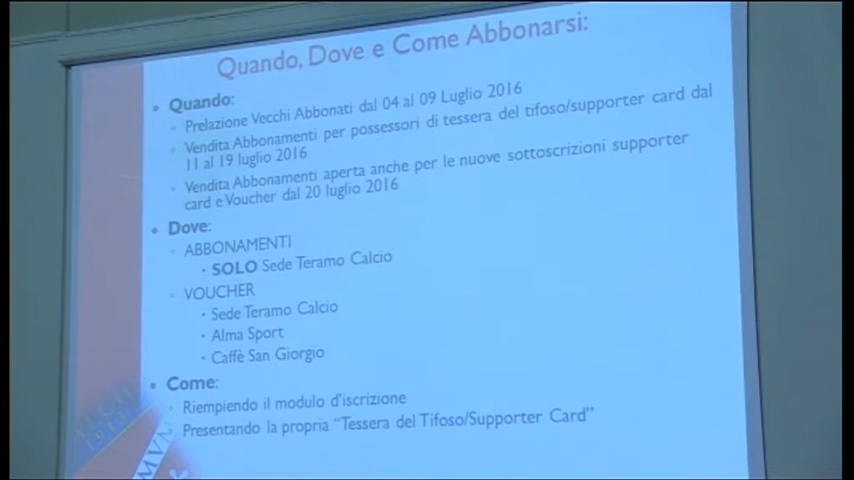 Quando, Dove e Come Abbonarsi:
• Quando:
Prelazione Vecchi Abbonati dal 04 al 09 Luglio 2016
Vendita Abbonamenti per possessori di tessera del tifoso/supporter card dal
11 al 19 luglio 2016
Vendita Abbonamenti aperta anche per le nuove sottoscrizioni supporter
card e Voucher dal 20 luglio 2016
• Dove:
ABBONAMENTI
• SOLO Sede Teramo Calcio
VOUCHER
• Sede Teramo Calcio
• Alma Sport
• Caffè San Giorgio
• Come:
Riempiendo il modulo d'iscrizione
Presentando la propria "Tessera del Tifoso/Supporter Card"
1913